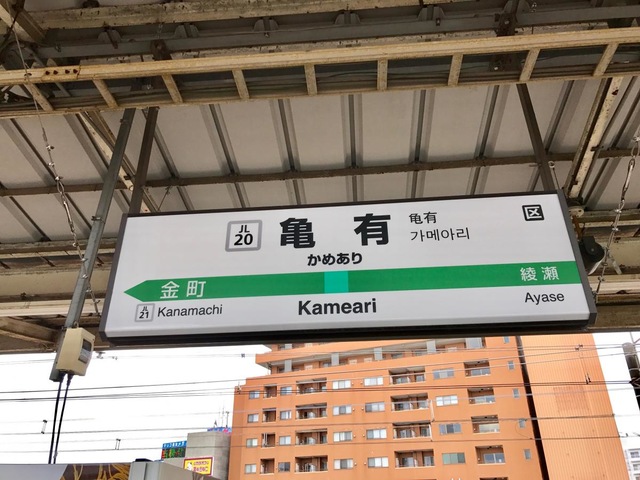 JL
20
亀有
亀有
가메아리
区
かめあり
金町
綾瀬
JL
21
Kanamachi
Kameari
Ayase